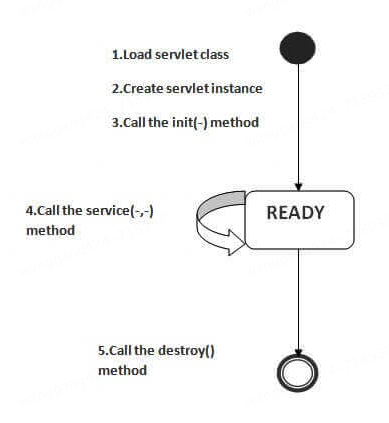 1.Load servlet class
2.Create servlet instance
3.Call the init(-) method
4.Call the service(-,-)
method
READY
5.Call the destroy()
method